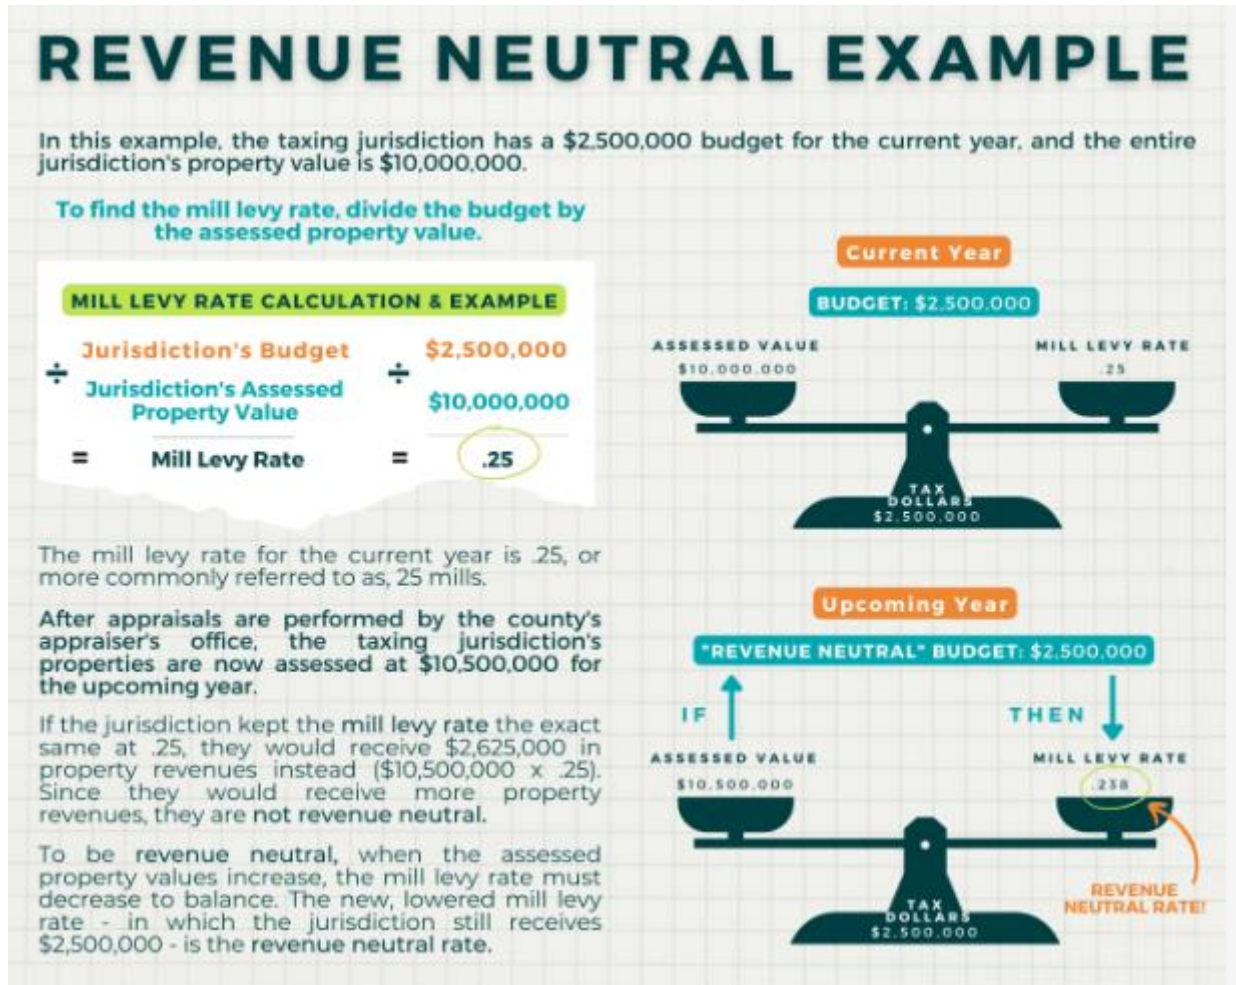 REVENUE NEUTRAL EXAMPLE
In this example, the taxing jurisdiction has a $2,500,000 budget for the current year, and the entire
jurisdiction's property value is $10,000,000.
To find the mill levy rate, divide the budget by
the assessed property value.
MILL LEVY RATE CALCULATION & EXAMPLE
÷ Jurisdiction's Budget ÷ $2,500,000
Jurisdiction's Assessed
Property Value $10,000,000
= Mill Levy Rate = .25
The mill levy rate for the current year is .25, or
more commonly referred to as, 25 mills.
After appraisals are performed by the county's
appraiser's office, the taxing jurisdiction's
properties are now assessed at $10,500,000 for
the upcoming year.
If the jurisdiction kept the mill levy rate the exact
same at .25, they would receive $2,625,000 in
property revenues instead ($10,500,000 x .25).
Since they would receive more property
revenues, they are not revenue neutral.
To be revenue neutral, when the assessed
property values increase, the mill levy rate must
decrease to balance. The new, lowered mill levy
rate - in which the jurisdiction still receives
$2,500,000 - is the revenue neutral rate.
Current Year
BUDGET: $2,500,000
ASSESSED VALUE
$10,000,000
MILL LEVY RATE
.25
TAX
DOLLARS
$2,500,000
Upcoming Year
"REVENUE NEUTRAL" BUDGET: $2,500,000
IF
THEN
ASSESSED VALUE
$10,500,000
MILL LEVY RATE
.238
REVENUE
NEUTRAL RATE!
TAX
DOLLARS
$2,500,000